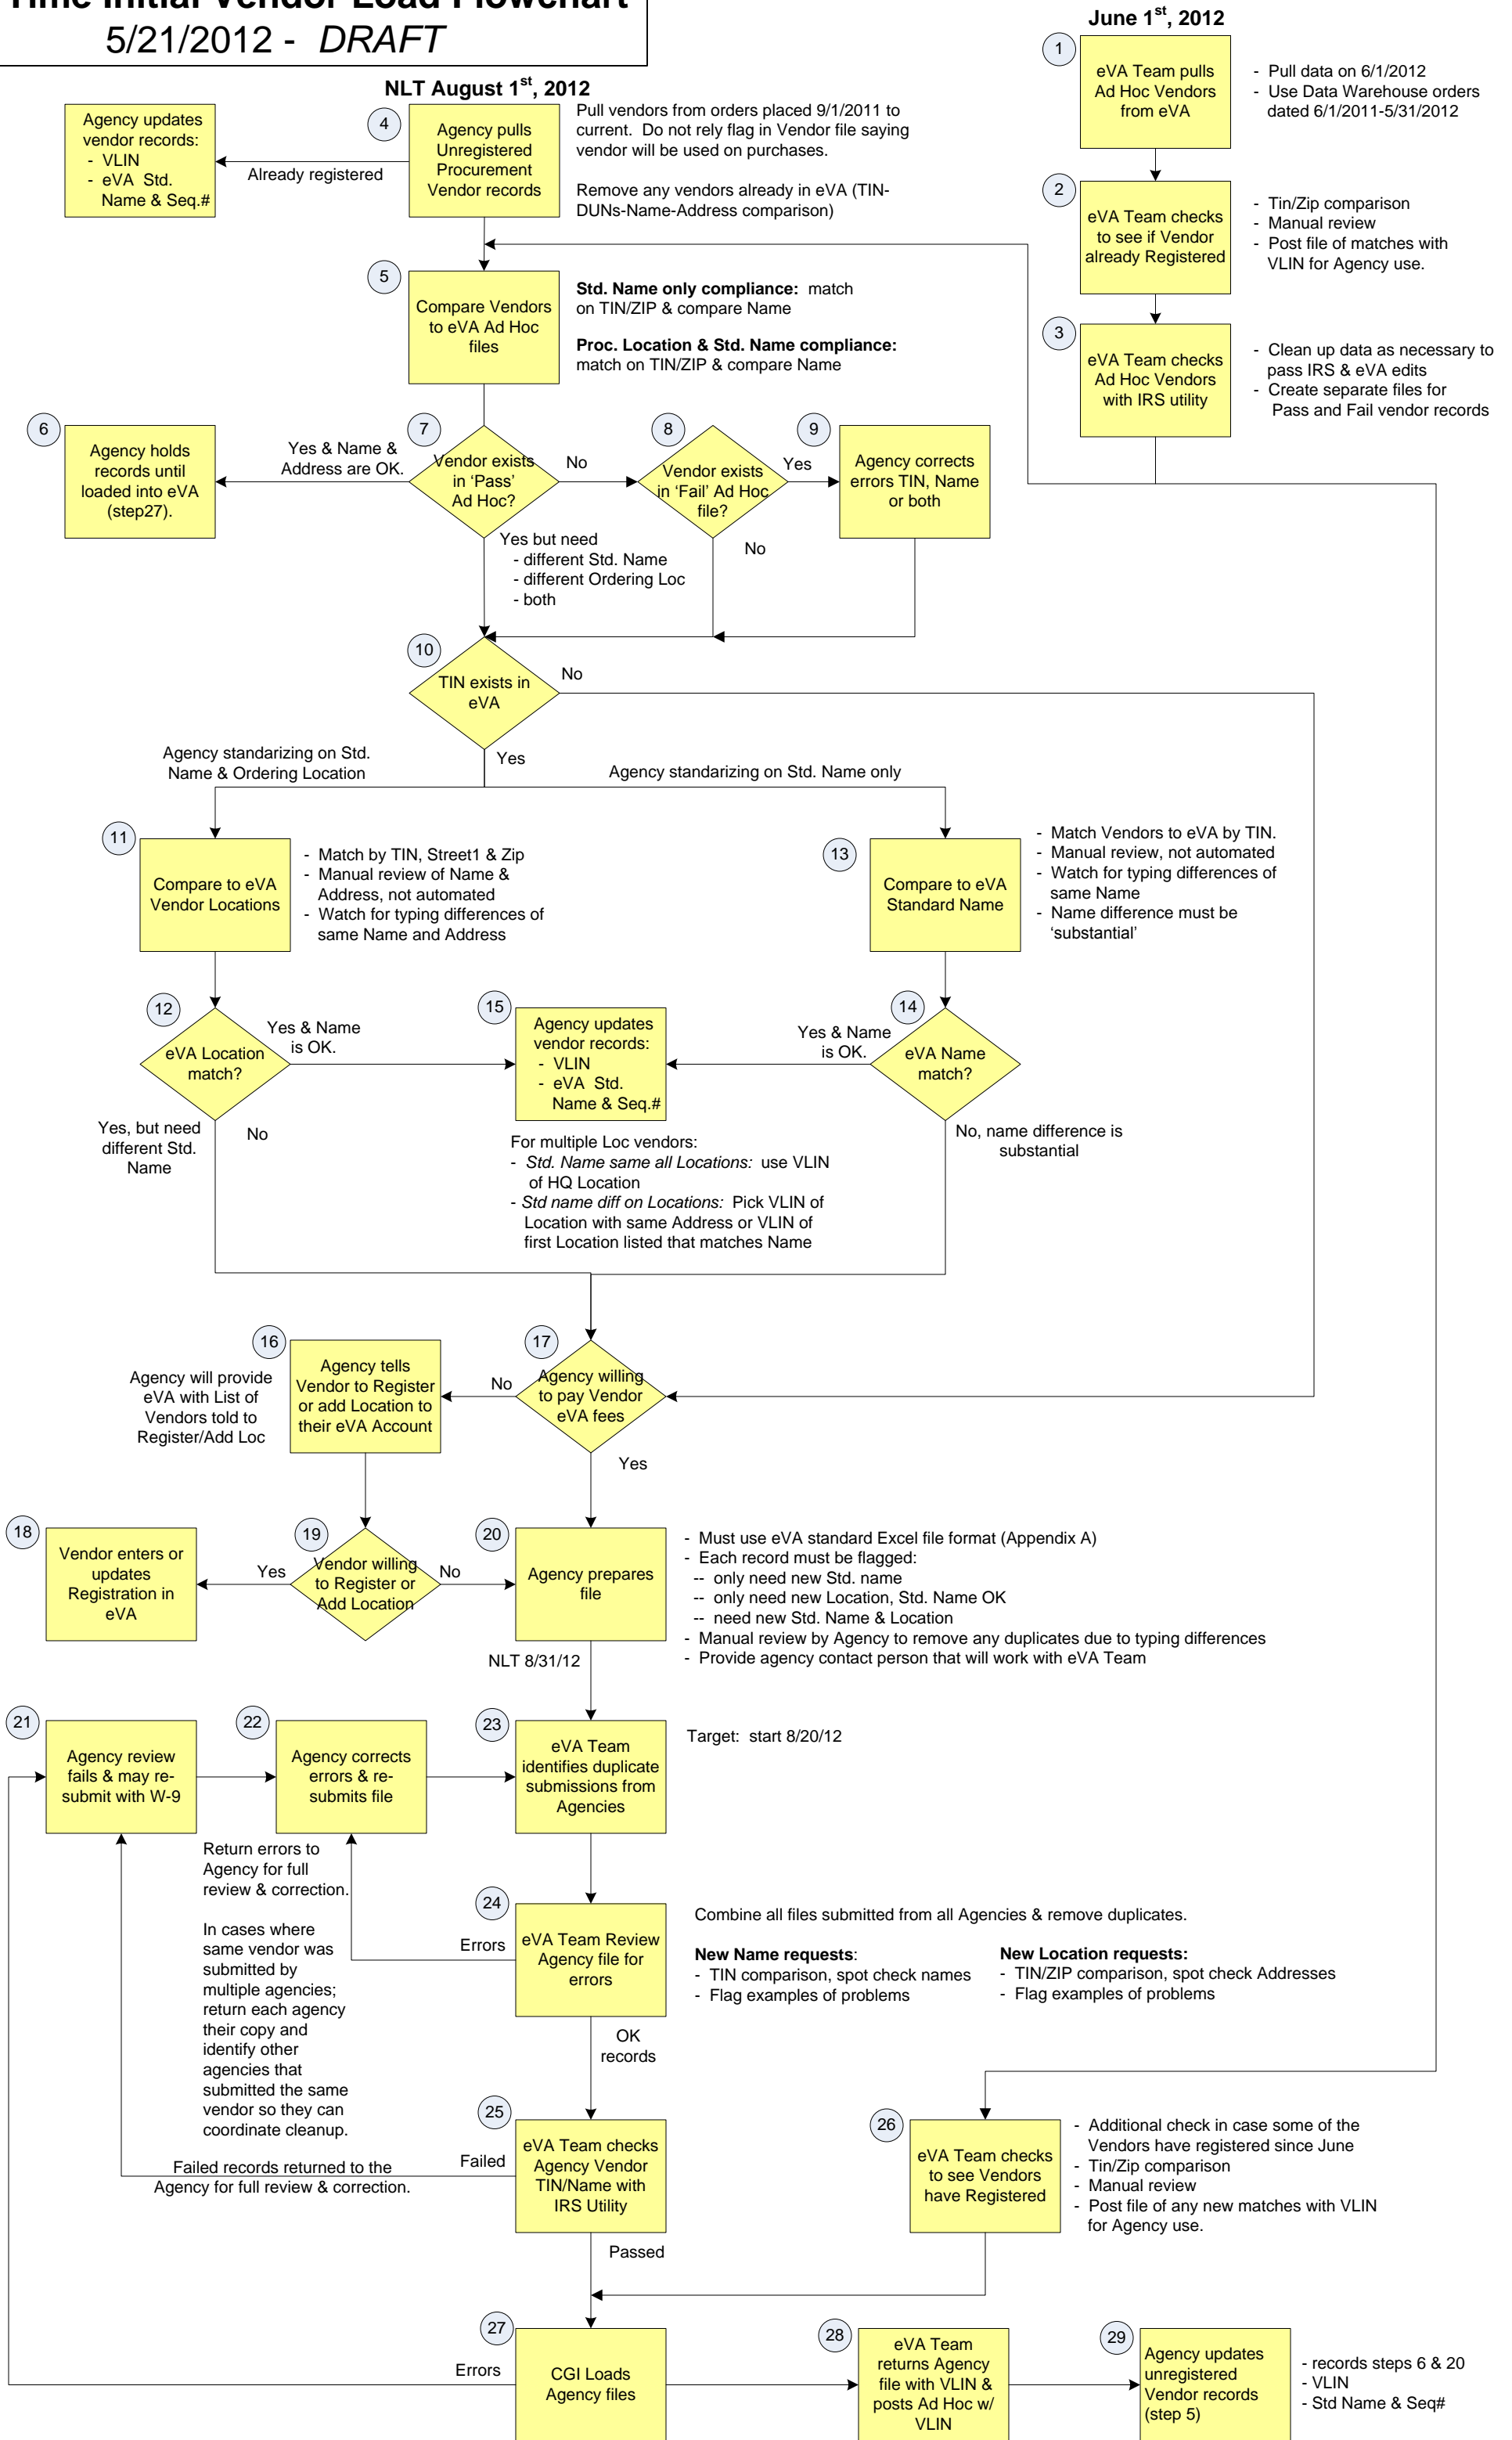 Time Initial Vendor Load Flowchart
5/21/2012 - DRAFT
June 1st, 2012
1
eVA Team pulls
Ad Hoc Vendors
from eVA
- Pull data on 6/1/2012
- Use Data Warehouse orders
dated 6/1/2011-5/31/2012
2
eVA Team checks
to see if Vendor
already Registered
- Tin/Zip comparison
- Manual review
- Post file of matches with
VLIN for Agency use.
3
eVA Team checks
Ad Hoc Vendors
with IRS utility
- Clean up data as necessary to
pass IRS & eVA edits
- Create separate files for
Pass and Fail vendor records
NLT August 1st, 2012
Agency updates
vendor records:
- VLIN
- eVA Std.
Name & Seq.#
Already registered
4
Agency pulls
Unregistered
Procurement
Vendor records
Pull vendors from orders placed 9/1/2011 to
current. Do not rely flag in Vendor file saying
vendor will be used on purchases.
Remove any vendors already in eVA (TIN-
DUNs-Name-Address comparison)
5
Compare Vendors
to eVA Ad Hoc
files
Std. Name only compliance: match
on TIN/ZIP & compare Name
Proc. Location & Std. Name compliance:
match on TIN/ZIP & compare Name
6
Agency holds
records until
loaded into eVA
(step27).
Yes & Name &
Address are OK.
7
Vendor exists
in ‘Pass’
Ad Hoc?
No
8
Vendor exists
in ‘Fail’ Ad Hoc
file?
Yes
9
Agency corrects
errors TIN, Name
or both
Yes but need
- different Std. Name
- different Ordering Loc
- both
No
10
TIN exists in
eVA
No
Yes
Agency standarizing on Std.
Name & Ordering Location
Agency standarizing on Std. Name only
11
Compare to eVA
Vendor Locations
- Match by TIN, Street1 & Zip
- Manual review of Name &
Address, not automated
- Watch for typing differences of
same Name and Address
13
Compare to eVA
Standard Name
- Match Vendors to eVA by TIN.
- Manual review, not automated
- Watch for typing differences of
same Name
- Name difference must be
‘substantial’
12
eVA Location
match?
Yes & Name
is OK.
15
Agency updates
vendor records:
- VLIN
- eVA Std.
Name & Seq.#
Yes & Name
is OK.
14
eVA Name
match?
Yes, but need
different Std.
Name
No
No, name difference is
substantial
For multiple Loc vendors:
- Std. Name same all Locations: use VLIN
of HQ Location
- Std name diff on Locations: Pick VLIN of
Location with same Address or VLIN of
first Location listed that matches Name
Agency will provide
eVA with List of
Vendors told to
Register/Add Loc
16
Agency tells
Vendor to Register
or add Location to
their eVA Account
No
17
Agency willing
to pay Vendor
eVA fees
Yes
18
Vendor enters or
updates
Registration in
eVA
Yes
19
Vendor willing
to Register or
Add Location
No
20
Agency prepares
file
- Must use eVA standard Excel file format (Appendix A)
- Each record must be flagged:
-- only need new Std. name
-- only need new Location, Std. Name OK
-- need new Std. Name & Location
- Manual review by Agency to remove any duplicates due to typing differences
- Provide agency contact person that will work with eVA Team
NLT 8/31/12
21
Agency review
fails & may re-
submit with W-9
22
Agency corrects
errors & re-
submits file
23
eVA Team
identifies duplicate
submissions from
Agencies
Target: start 8/20/12
Return errors to
Agency for full
review & correction.
In cases where
same vendor was
submitted by
multiple agencies;
return each agency
their copy and
identify other
agencies that
submitted the same
vendor so they can
coordinate cleanup.
Errors
24
eVA Team Review
Agency file for
errors
Combine all files submitted from all Agencies & remove duplicates.
New Name requests:
- TIN comparison, spot check names
- Flag examples of problems
New Location requests:
- TIN/ZIP comparison, spot check Addresses
- Flag examples of problems
OK
records
25
eVA Team checks
Agency Vendor
TIN/Name with
IRS Utility
Failed
Failed records returned to the
Agency for full review & correction.
Passed
26
eVA Team checks
to see Vendors
have Registered
- Additional check in case some of the
Vendors have registered since June
- Tin/Zip comparison
- Manual review
- Post file of any new matches with VLIN
for Agency use.
Errors
27
CGI Loads
Agency files
28
eVA Team
returns Agency
file with VLIN &
posts Ad Hoc w/
VLIN
29
Agency updates
unregistered
Vendor records
(step 5)
- records steps 6 & 20
- VLIN
- Std Name & Seq#